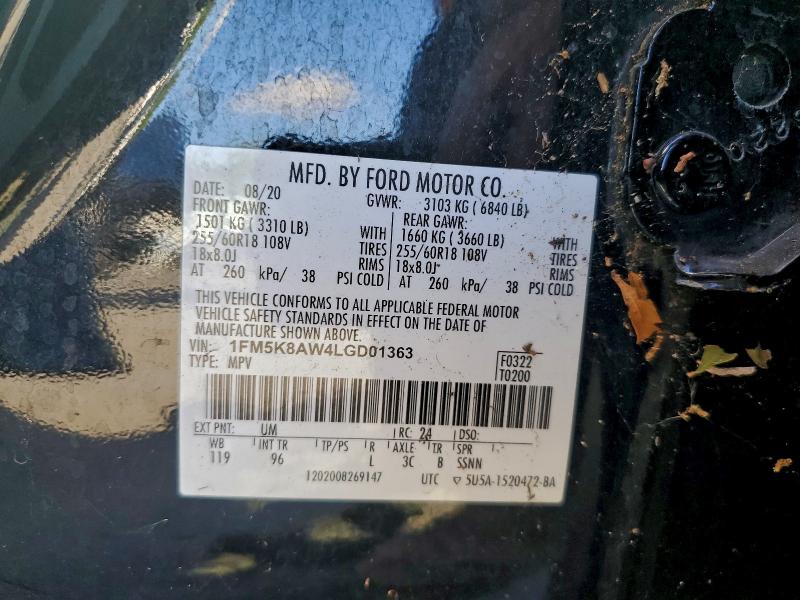 MFD. BY FORD MOTOR CO.
DATE: 08/20 GVWR: 3103 KG ( 6840 LB)
FRONT GAWR: REAR GAWR:
1501 KG ( 3310 LB) WITH 1660 KG ( 3660 LB) WITH
255/60R18 108V TIRES 255/60R18 108V TIRES
18x8.0J RIMS 18x8.0J RIMS
AT 260 kPa/ 38 PSI COLD AT 260 kPa/ 38 PSI COLD
THIS VEHICLE CONFORMS TO ALL APPLICABLE FEDERAL MOTOR
VEHICLE SAFETY STANDARDS IN EFFECT ON THE DATE OF
MANUFACTURE SHOWN ABOVE.
VIN: 1FM5K8AW4LGD01363 F0322
TYPE: MPV T0200
EXT PNT: UM RC: 24 DSO:
WB INT TR TP/PS R AXLE TR SPR
119 96 L 3C B SSNN
1202008269147 UTC ▽ 5U5A-1520472-BA